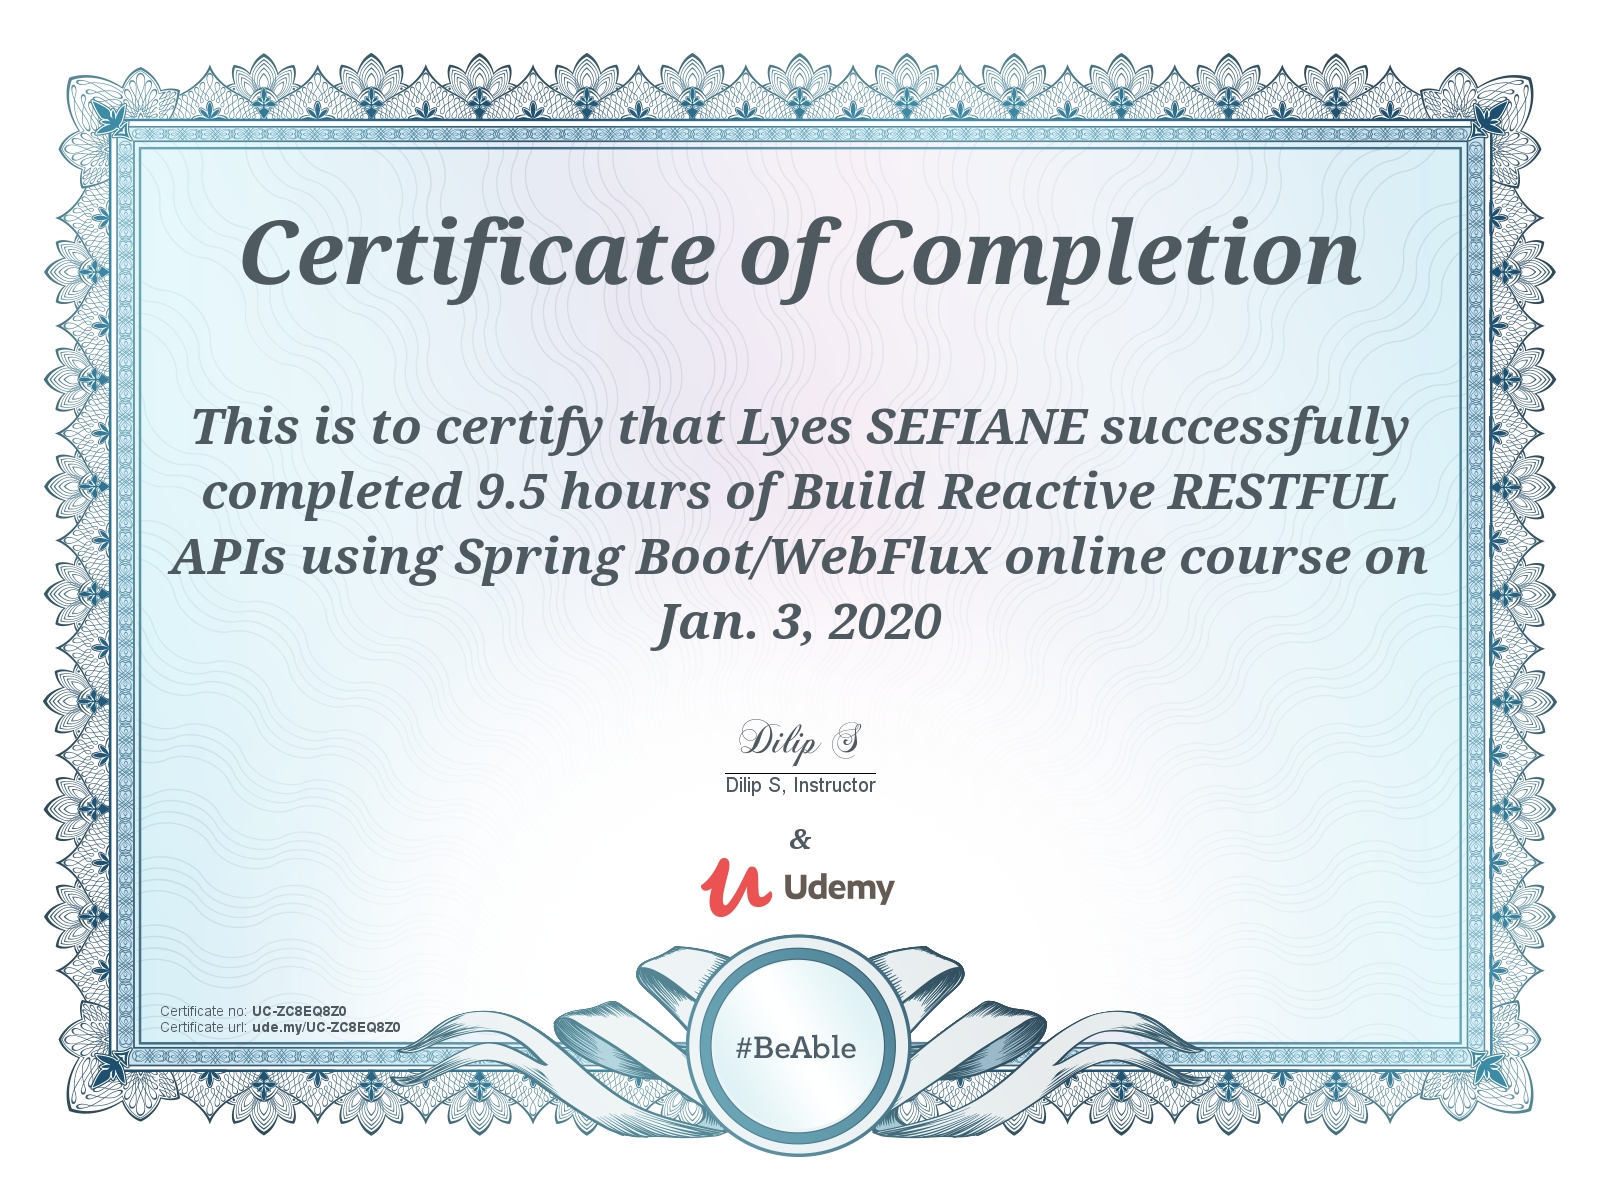 Certificate of Completion
This is to certify that Lyes SEFIANE successfully
completed 9.5 hours of Build Reactive RESTFUL
APIs using Spring Boot/WebFlux online course on
Jan. 3, 2020
Dilip S
Dilip S, Instructor
&
Udemy
Certificate no: UC-ZC8EQ8Z0
Certificate url: ude.my/UC-ZC8EQ8Z0
#BeAble